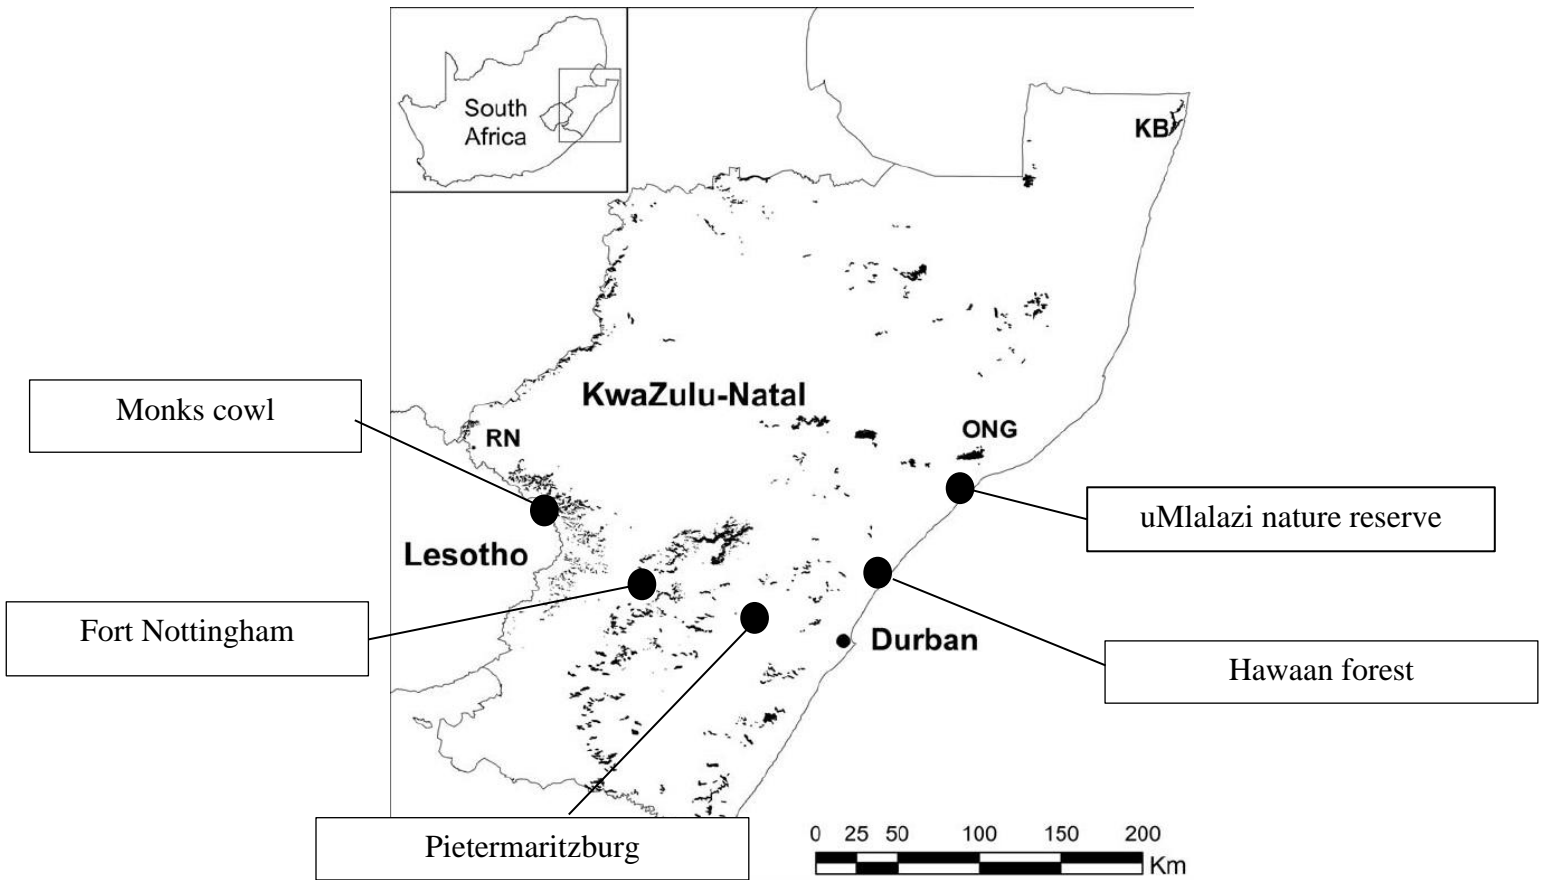 South
Africa
KB
KwaZulu-Natal
Monks cowl
RN
ONG
uMlalazi nature reserve
Lesotho
Fort Nottingham
Durban
Hawaan forest
Pietermaritzburg
0 25 50 100 150 200
Km